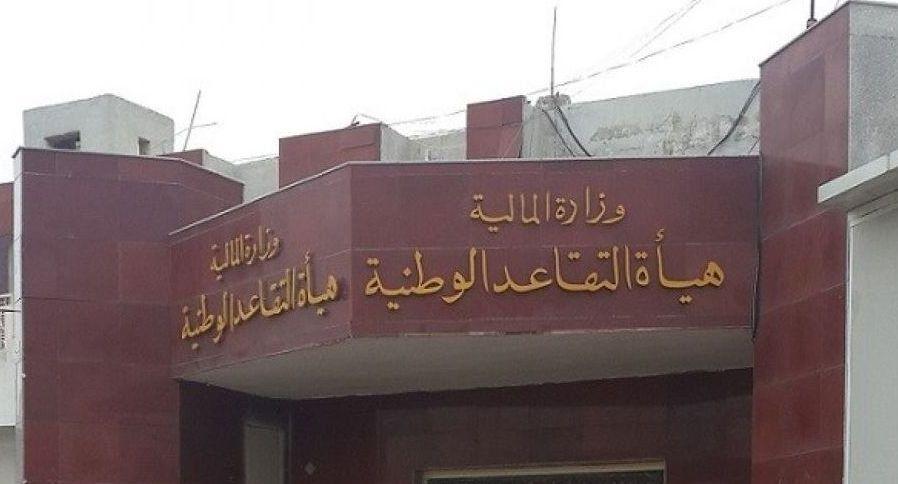 وزارة المالية
هيأة التقاعد الوطنية
وزارة المالية
هيأة التقاعد الوطنية